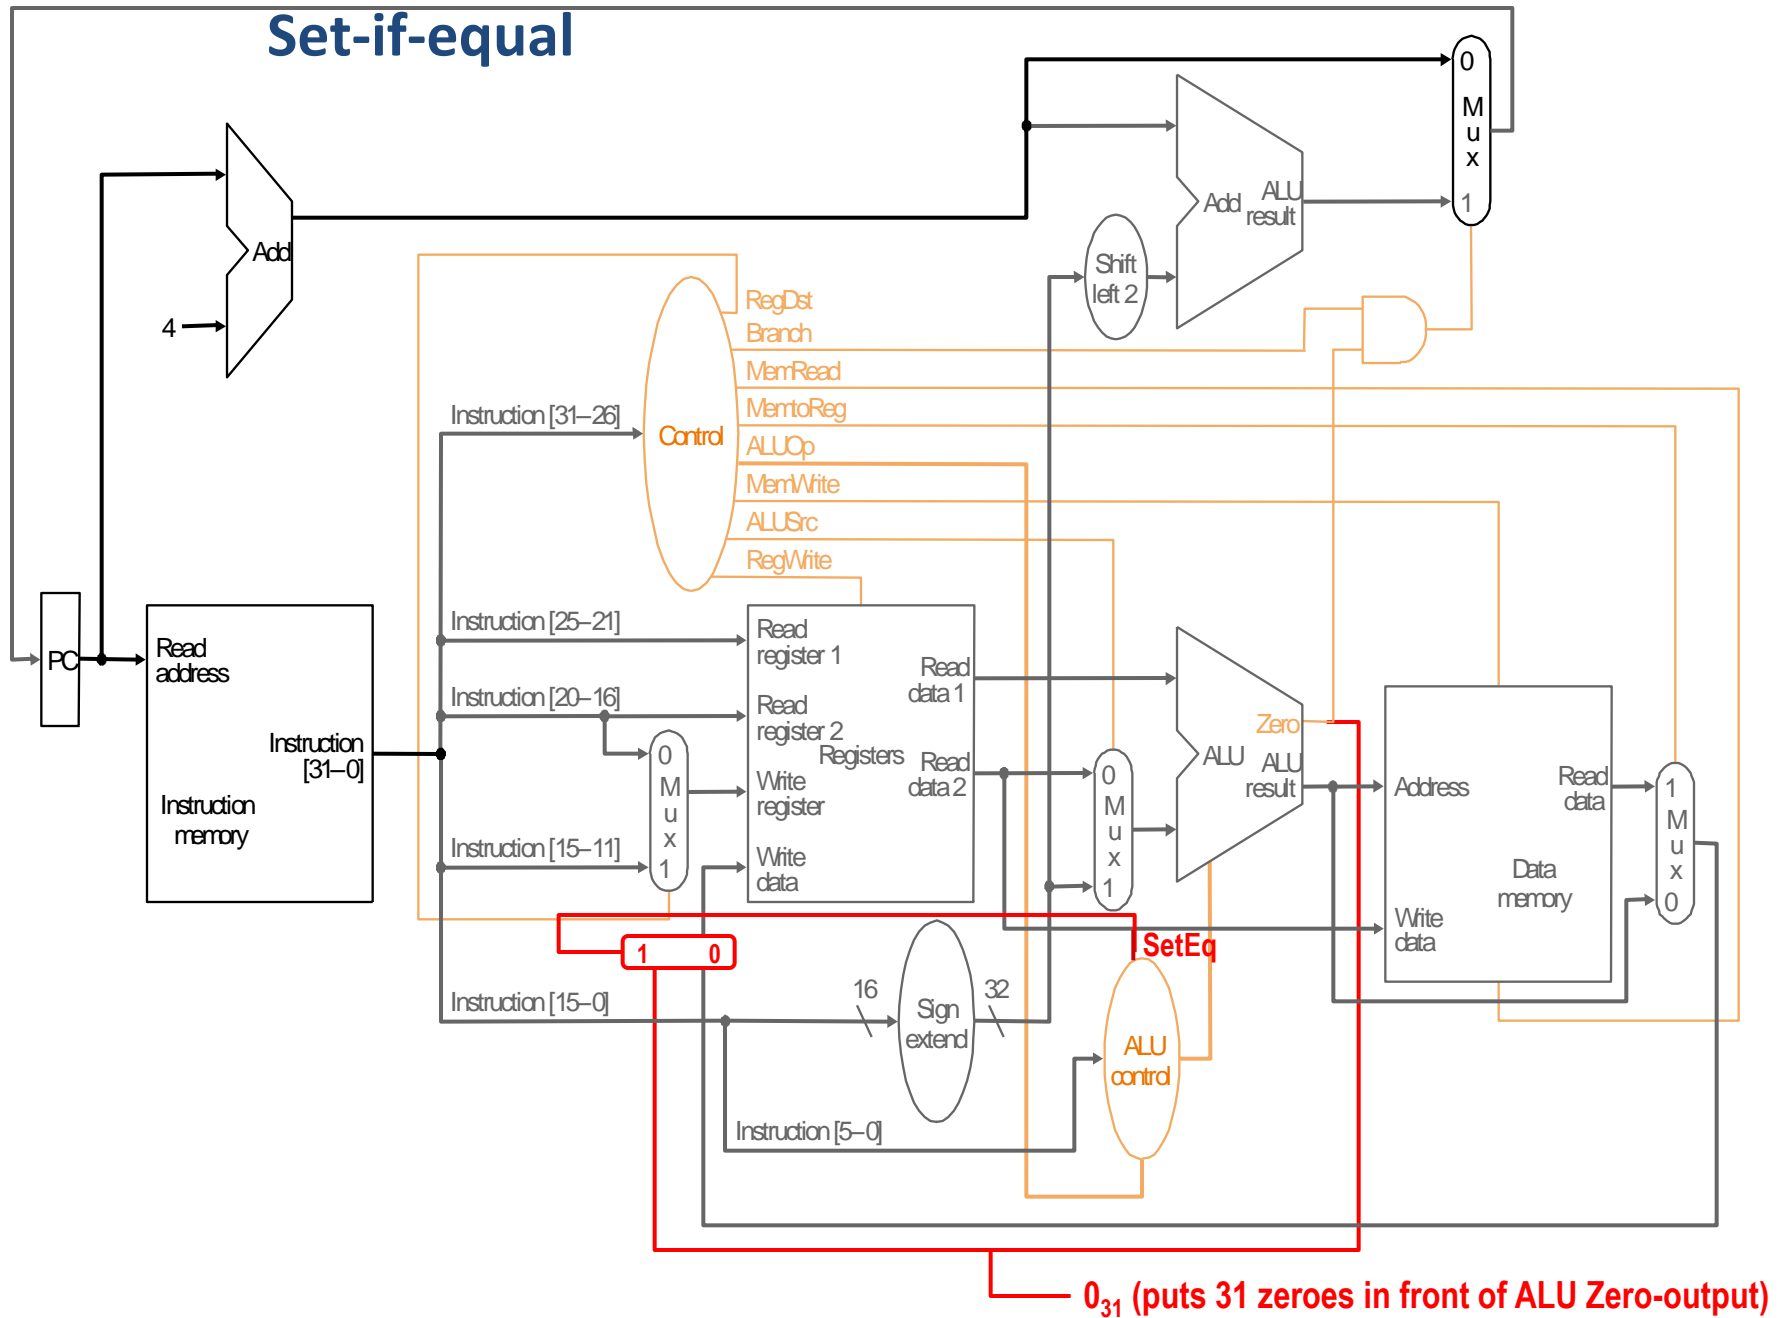 Set-if-equal
0
M
u
x
1
Add
ALU
result
Shift
left 2
Add
4
RegDst
Branch
MemRead
MemtoReg
ALUOp
MemWrite
ALUSrc
RegWrite
Control
Instruction [31–26]
Instruction [25–21]
Instruction [20–16]
Instruction [15–11]
Instruction [15–0]
Instruction [5–0]
PC
Read
address
Instruction
[31–0]
Instruction
memory
0
M
u
x
1
Read
register 1
Read
register 2
Write
register
Write
data
Registers
Read
data 1
Read
data 2
0
M
u
x
1
Zero
ALU
ALU
result
Address
Write
data
Read
data
Data
memory
1
M
u
x
0
1 0
SetEq
16
32
Sign
extend
ALU
control
0₃₁ (puts 31 zeroes in front of ALU Zero-output)